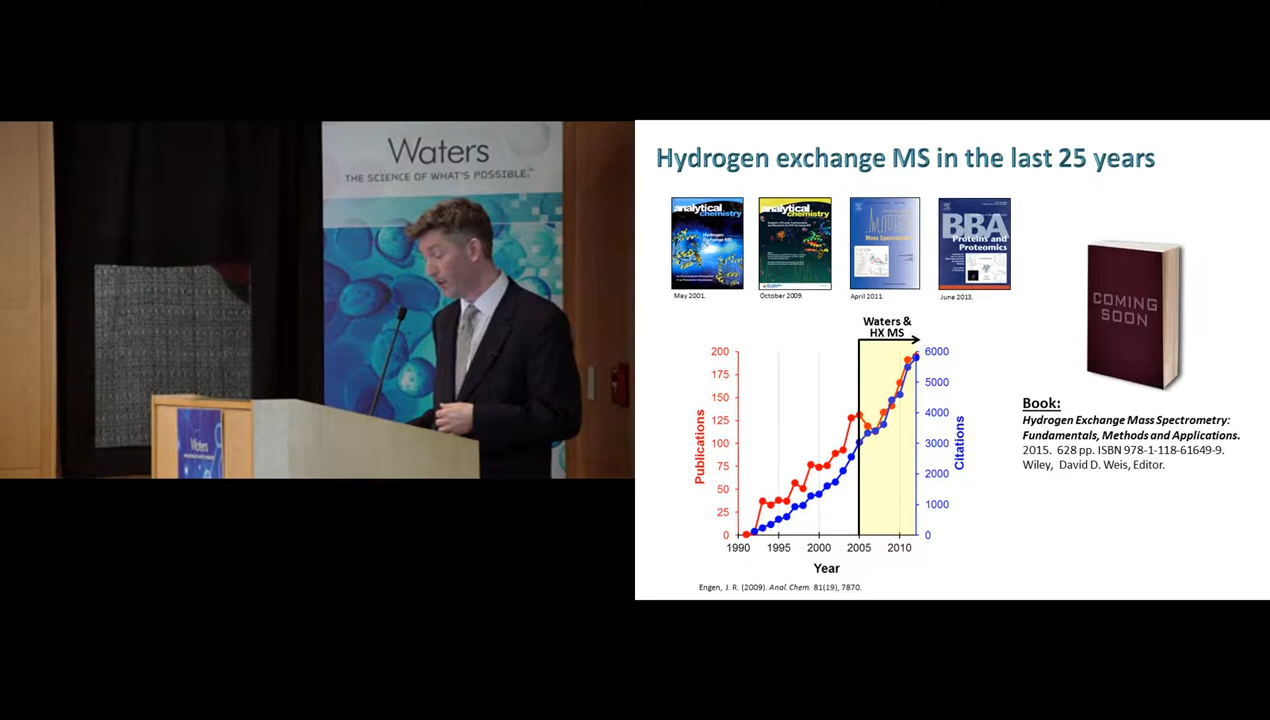 Waters
THE SCIENCE OF WHAT'S POSSIBLE.™
Waters
Hydrogen exchange MS in the last 25 years
analytical
chemistry
Hydrogen
Exchange MS
analytical
chemistry
Mass Spectrometry
BBA
Proteins and
Proteomics
May 2001.
October 2009.
April 2011.
June 2013.
COMING
SOON
Waters &
HX MS
200
175
150
125
100
75
50
25
0
Publications
6000
5000
4000
3000
2000
1000
0
Citations
1990
1995
2000
2005
2010
Year
Engen, J. R. (2009). Anal. Chem. 81(19), 7870.
Book:
Hydrogen Exchange Mass Spectrometry:
Fundamentals, Methods and Applications.
2015. 628 pp. ISBN 978-1-118-61649-9.
Wiley, David D. Weis, Editor.